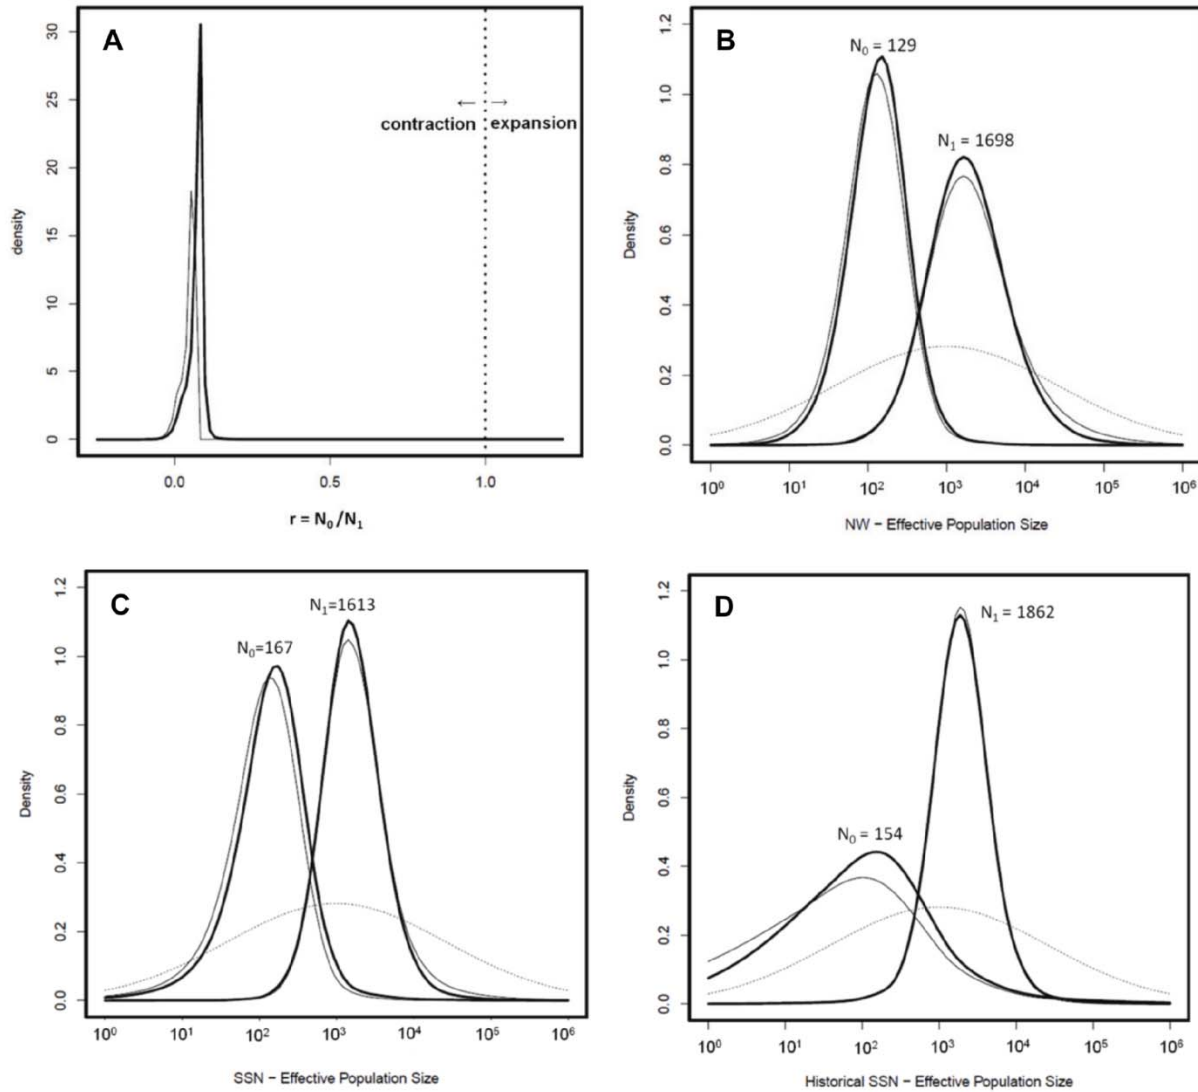 A
30
25
20
15
10
5
0
density
← →
contraction expansion
0.0 0.5 1.0
r = N₀/N₁
B
1.2
1.0
0.8
0.6
0.4
0.2
0.0
Density
N₀ = 129
N₁ = 1698
10⁰ 10¹ 10² 10³ 10⁴ 10⁵ 10⁶
NW − Effective Population Size
C
1.2
1.0
0.8
0.6
0.4
0.2
0.0
Density
N₁=1613
N₀=167
10⁰ 10¹ 10² 10³ 10⁴ 10⁵ 10⁶
SSN − Effective Population Size
D
1.2
1.0
0.8
0.6
0.4
0.2
0.0
Density
N₁ = 1862
N₀ = 154
10⁰ 10¹ 10² 10³ 10⁴ 10⁵ 10⁶
Historical SSN − Effective Population Size